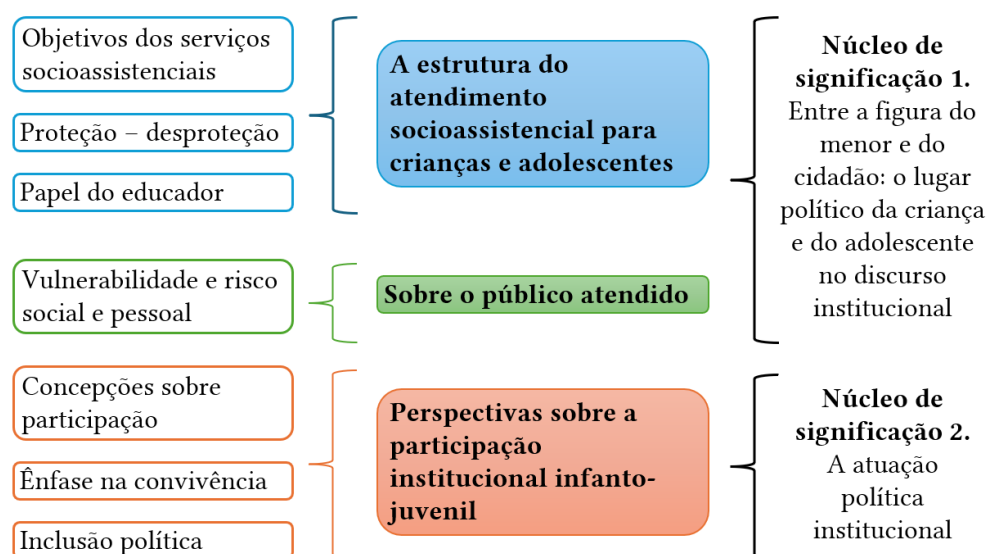 Objetivos dos serviços
socioassistenciais
Proteção – desproteção
Papel do educador
A estrutura do
atendimento
socioassistencial para
crianças e adolescentes
Vulnerabilidade e risco
social e pessoal
Sobre o público atendido
Núcleo de
significação 1.
Entre a figura do
menor e do
cidadão: o lugar
político da criança
e do adolescente
no discurso
institucional
Concepções sobre
participação
Ênfase na convivência
Inclusão política
Perspectivas sobre a
participação
institucional infanto-
juvenil
Núcleo de
significação 2.
A atuação
política
institucional